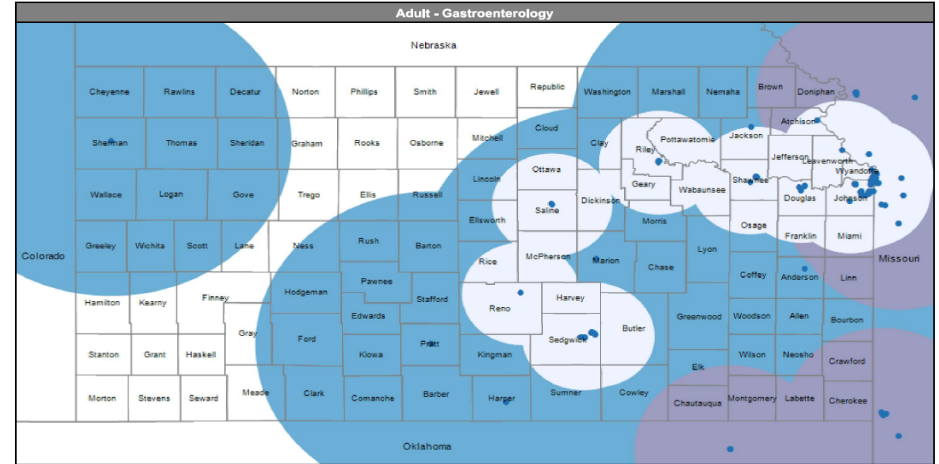 Adult - Gastroenterology
Nebraska
Cheyenne Rawlins Decatur Norton Phillips Smith Jewell Republic Washington Marshall Nemaha Brown Doniphan
Atchison
Sherman Thomas Sheridan Graham Rooks Osborne Mitchell Cloud Clay Riley Pottawatomie Jackson
Jefferson Leavenworth
Wyandotte
Wallace Logan Gove Trego Ellis Russell Lincoln Ottawa Dickinson Geary Wabaunsee Shawnee Douglas Johnson
Saline
Ellsworth Morris Osage Franklin Miami
Colorado Greeley Wichita Scott Lane Ness Rush Barton Rice McPherson Marion Chase Lyon Missouri
Hamilton Kearny Finney Hodgeman Pawnee Stafford Reno Harvey Coffey Anderson Linn
Gray Ford Edwards Sedgwick Butler Greenwood Woodson Allen Bourbon
Stanton Grant Haskell Kiowa Pratt Kingman Elk Wilson Neosho Crawford
Morton Stevens Seward Meade Clark Comanche Barber Harper Sumner Cowley Chautauqua Montgomery Labette Cherokee
Oklahoma